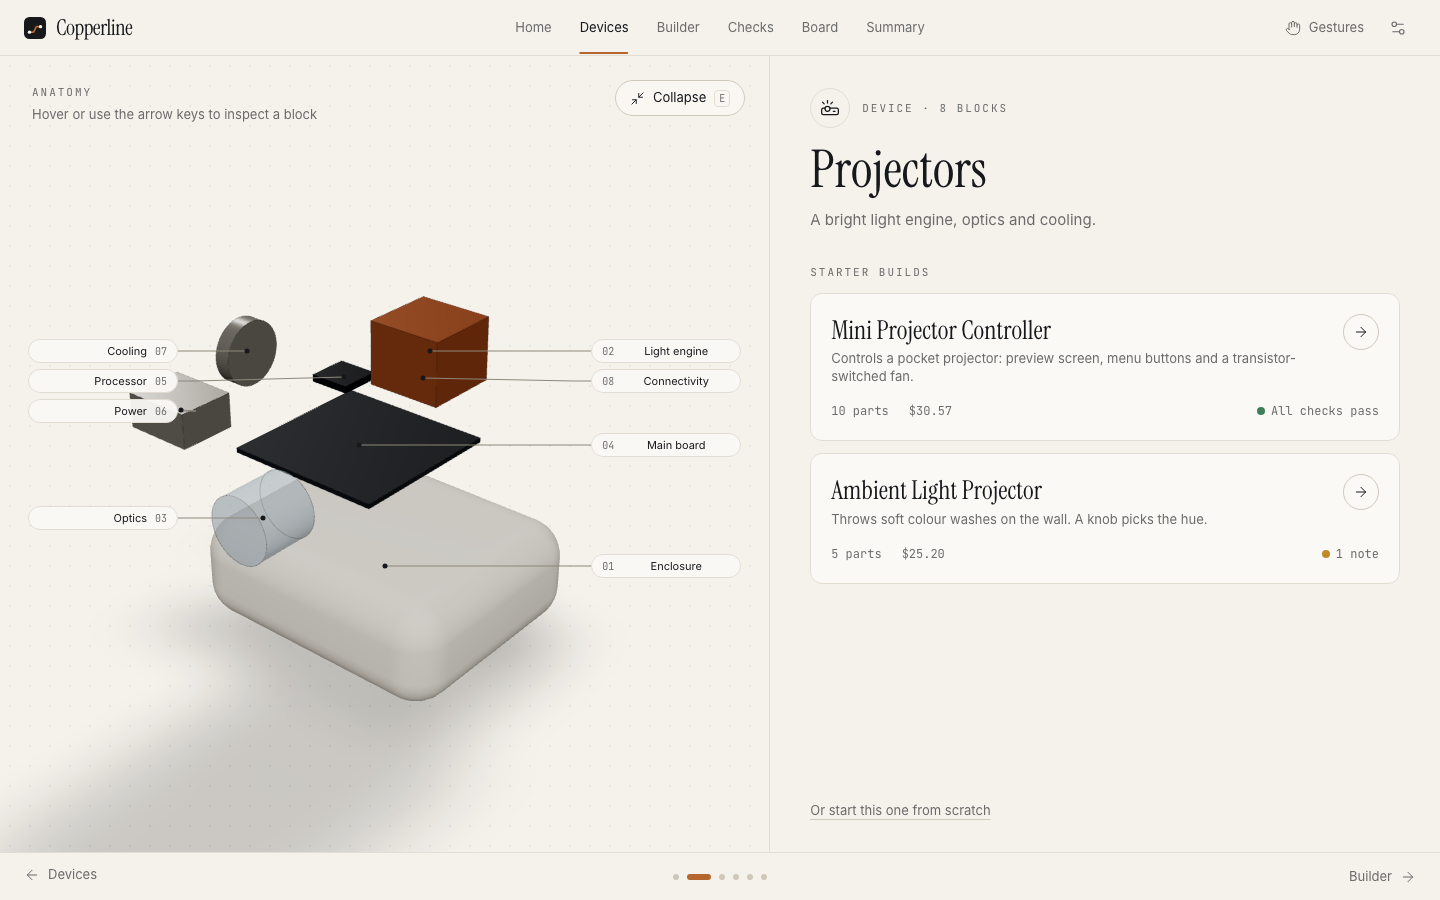 Copperline
Home
Devices
Builder
Checks
Board
Summary
Gestures
ANATOMY
Hover or use the arrow keys to inspect a block
Collapse E
Cooling 07
Processor 05
Power 06
Optics 03
02 Light engine
08 Connectivity
04 Main board
01 Enclosure
DEVICE · 8 BLOCKS
Projectors
A bright light engine, optics and cooling.
STARTER BUILDS
Mini Projector Controller
Controls a pocket projector: preview screen, menu buttons and a transistor-
switched fan.
10 parts $30.57 All checks pass
Ambient Light Projector
Throws soft colour washes on the wall. A knob picks the hue.
5 parts $25.20 1 note
Or start this one from scratch
Devices
Builder